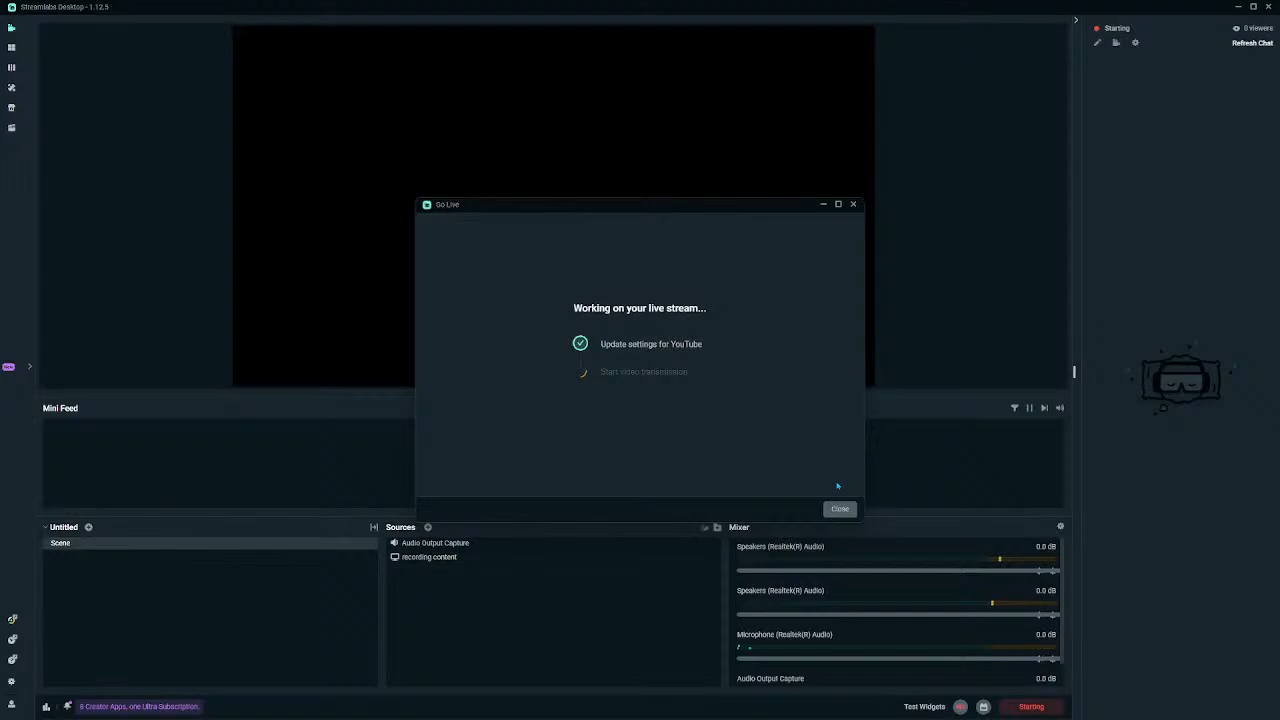 Streamlabs Desktop - 1.12.5
Starting
0 viewers
Refresh Chat
Go Live
Working on your live stream...
Update settings for YouTube
Start video transmission
New
Mini Feed
Close
Untitled
Sources
Mixer
Scene
Audio Output Capture
recording content
Speakers (Realtek(R) Audio)
0.0 dB
Speakers (Realtek(R) Audio)
0.0 dB
Microphone (Realtek(R) Audio)
0.0 dB
Audio Output Capture
0.0 dB
8 Creator Apps, one Ultra Subscription.
Test Widgets
REC
Starting